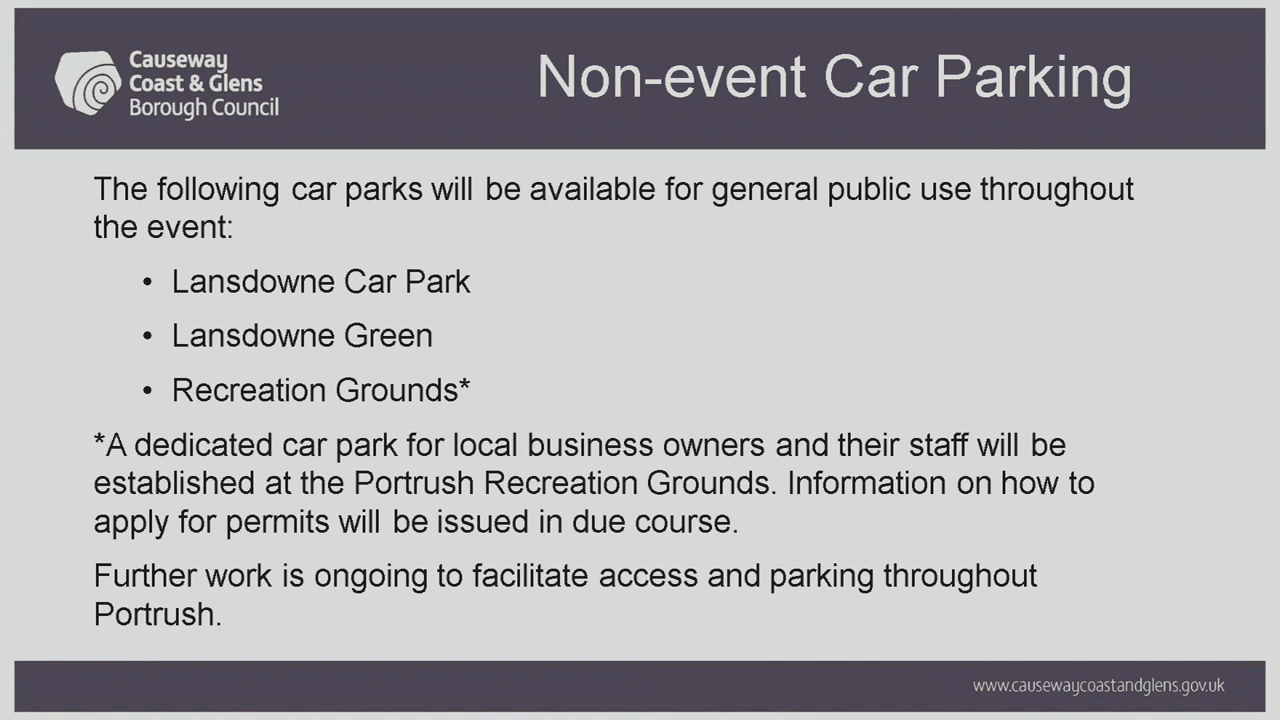 Causeway
Coast & Glens
Borough Council
Non-event Car Parking
The following car parks will be available for general public use throughout
the event:
• Lansdowne Car Park
• Lansdowne Green
• Recreation Grounds*
*A dedicated car park for local business owners and their staff will be
established at the Portrush Recreation Grounds. Information on how to
apply for permits will be issued in due course.
Further work is ongoing to facilitate access and parking throughout
Portrush.
www.causewaycoastandglens.gov.uk